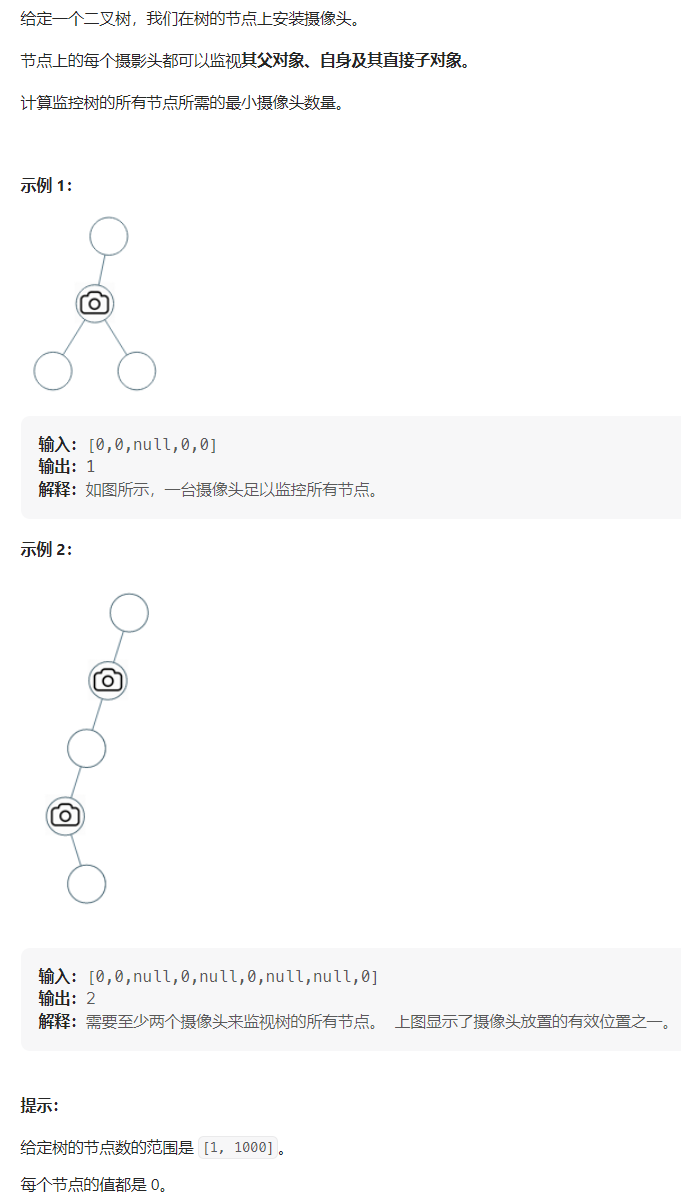 给定一个二叉树，我们在树的节点上安装摄像头。
节点上的每个摄影头都可以监视其父对象、自身及其直接子对象。
计算监控树的所有节点所需的最小摄像头数量。
示例 1：
输入：[0,0,null,0,0]
输出：1
解释：如图所示，一台摄像头足以监控所有节点。
示例 2：
输入：[0,0,null,0,null,0,null,null,0]
输出：2
解释：需要至少两个摄像头来监视树的所有节点。 上图显示了摄像头放置的有效位置之一。
提示：
给定树的节点数的范围是 [1, 1000]。
每个节点的值都是 0。